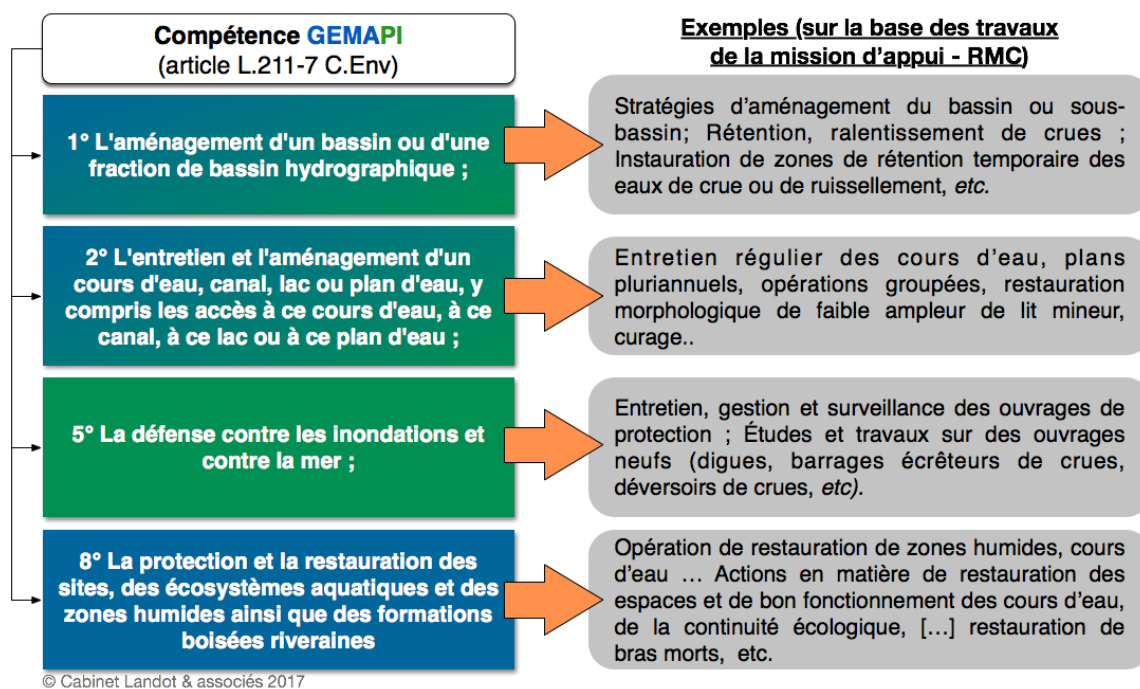 Compétence GEMAPI
(article L.211-7 C.Env)
Exemples (sur la base des travaux
de la mission d'appui - RMC)
1° L'aménagement d'un bassin ou d'une
fraction de bassin hydrographique ;
Stratégies d'aménagement du bassin ou sous-
bassin; Rétention, ralentissement de crues ;
Instauration de zones de rétention temporaire des
eaux de crue ou de ruissellement, etc.
2° L'entretien et l'aménagement d'un
cours d'eau, canal, lac ou plan d'eau, y
compris les accès à ce cours d'eau, à ce
canal, à ce lac ou à ce plan d'eau ;
Entretien régulier des cours d'eau, plans
pluriannuels, opérations groupées, restauration
morphologique de faible ampleur de lit mineur,
curage..
5° La défense contre les inondations et
contre la mer ;
Entretien, gestion et surveillance des ouvrages de
protection ; Études et travaux sur des ouvrages
neufs (digues, barrages écrêteurs de crues,
déversoirs de crues, etc).
8° La protection et la restauration des
sites, des écosystèmes aquatiques et des
zones humides ainsi que des formations
boisées riveraines
Opération de restauration de zones humides, cours
d'eau ... Actions en matière de restauration des
espaces et de bon fonctionnement des cours d'eau,
de la continuité écologique, [...] restauration de
bras morts, etc.
© Cabinet Landot & associés 2017